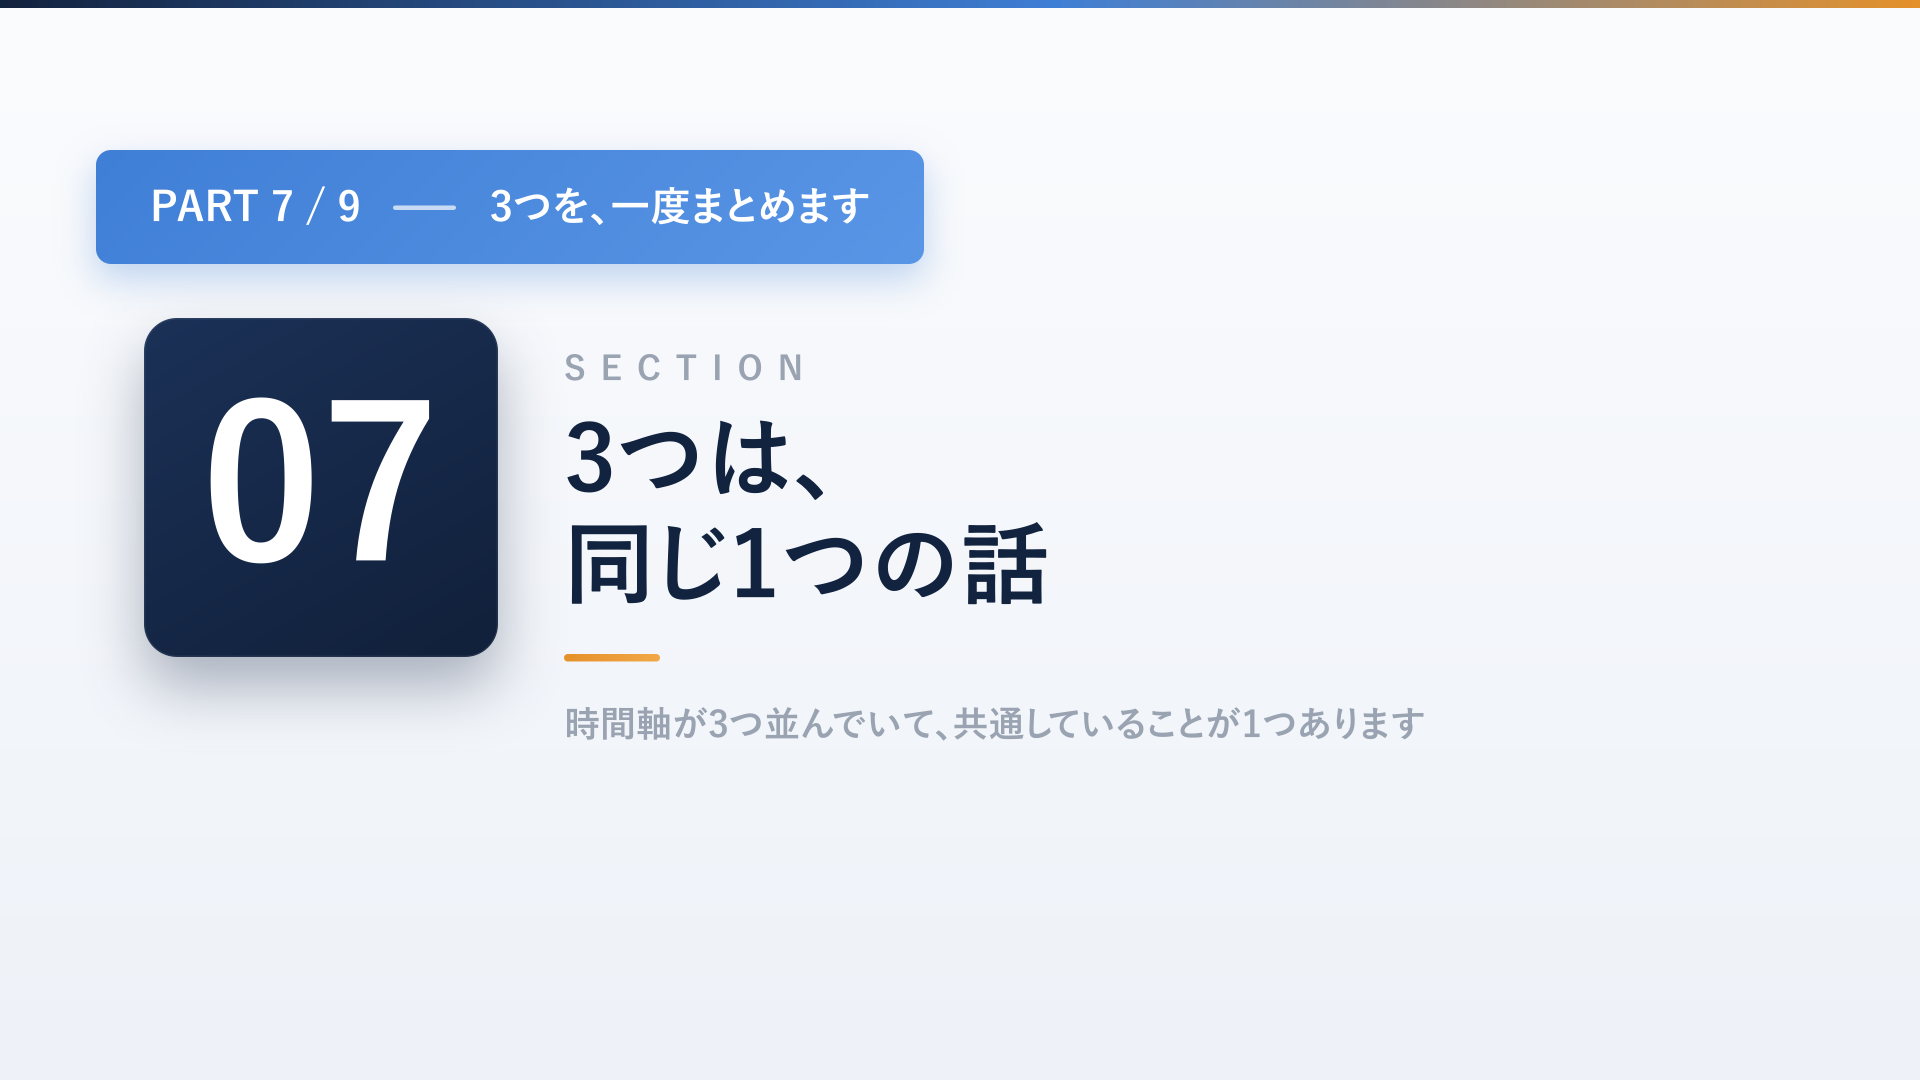 PART 7 / 9 — 3つを、一度まとめます
07
SECTION
3つは、
同じ1つの話
時間軸が3つ並んでいて、共通していることが1つあります